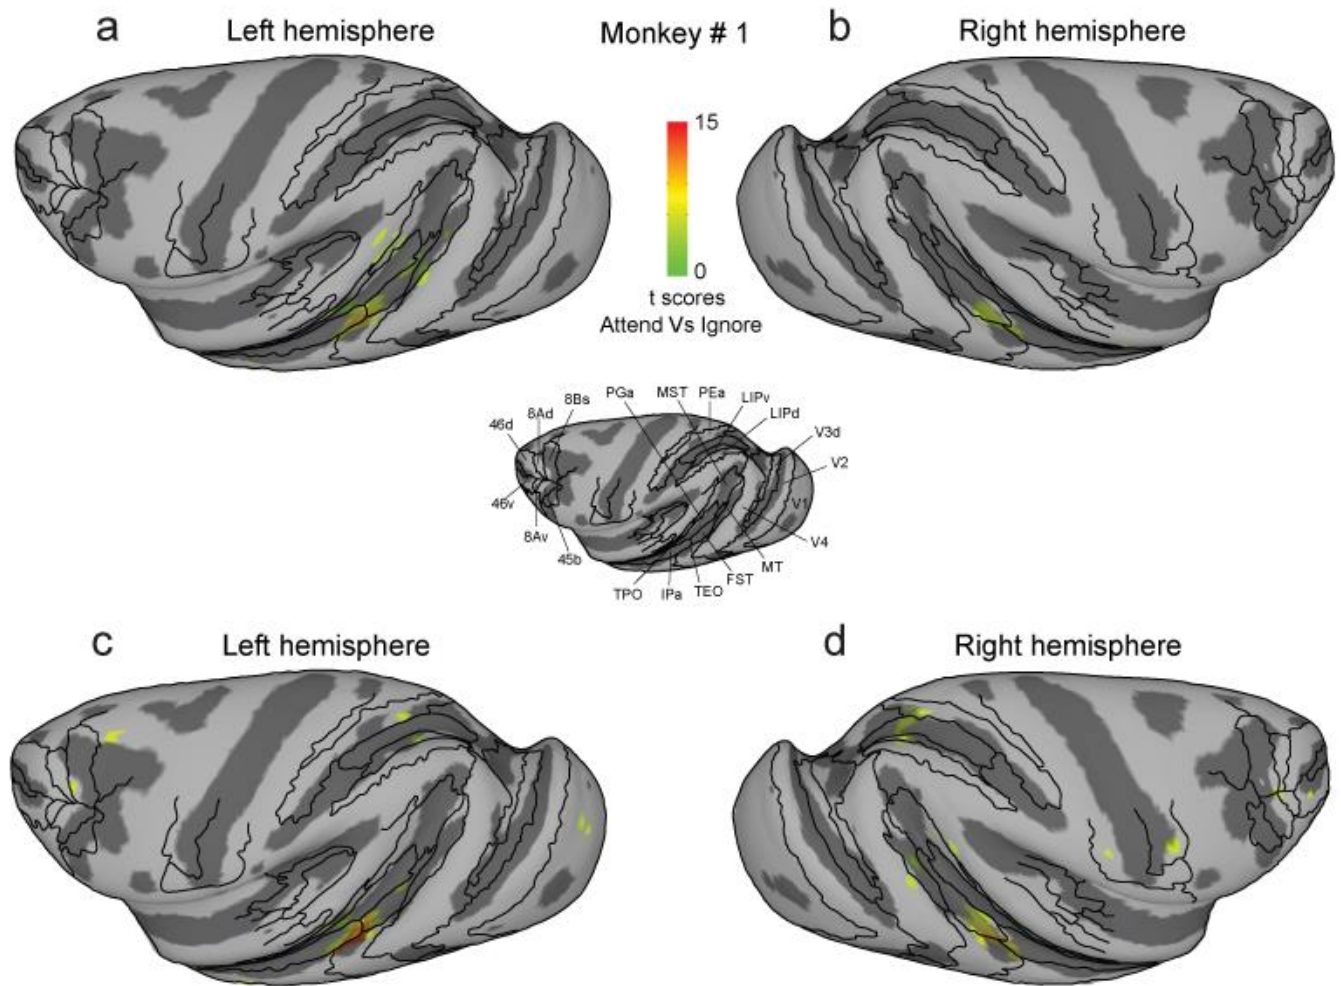 a
Left hemisphere
Monkey # 1
b
Right hemisphere
15
0
t scores
Attend Vs Ignore
PGa
MST
PEa
LIPv
8Bs
8Ad
LIPd
46d
V3d
V2
46v
V1
8Av
V4
45b
MT
FST
TPO
IPa
TEO
c
Left hemisphere
d
Right hemisphere